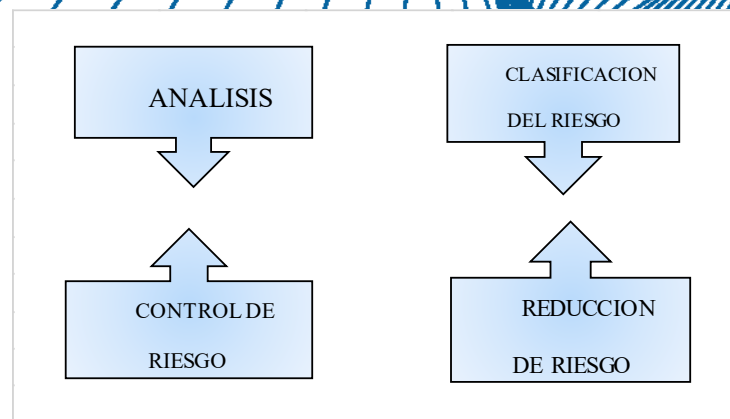 ANALISIS
CLASIFICACION
DEL RIESGO
CONTROL DE
RIESGO
REDUCCION
DE RIESGO